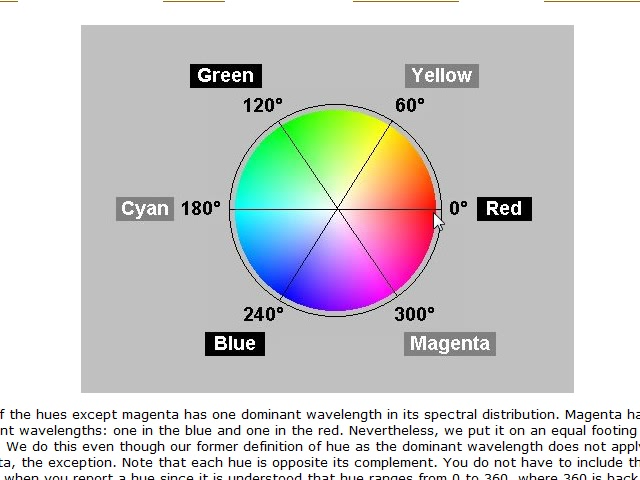 Green Yellow
120° 60°
Cyan 180° 0° Red
240° 300°
Blue Magenta
f the hues except magenta has one dominant wavelength in its spectral distribution. Magenta ha
nt wavelengths: one in the blue and one in the red. Nevertheless, we put it on an equal footing
We do this even though our former definition of hue as the dominant wavelength does not apply
ta, the exception. Note that each hue is opposite its complement. You do not have to include th
when you report a hue since it is understood that hue ranges from 0 to 360, where 360 is back